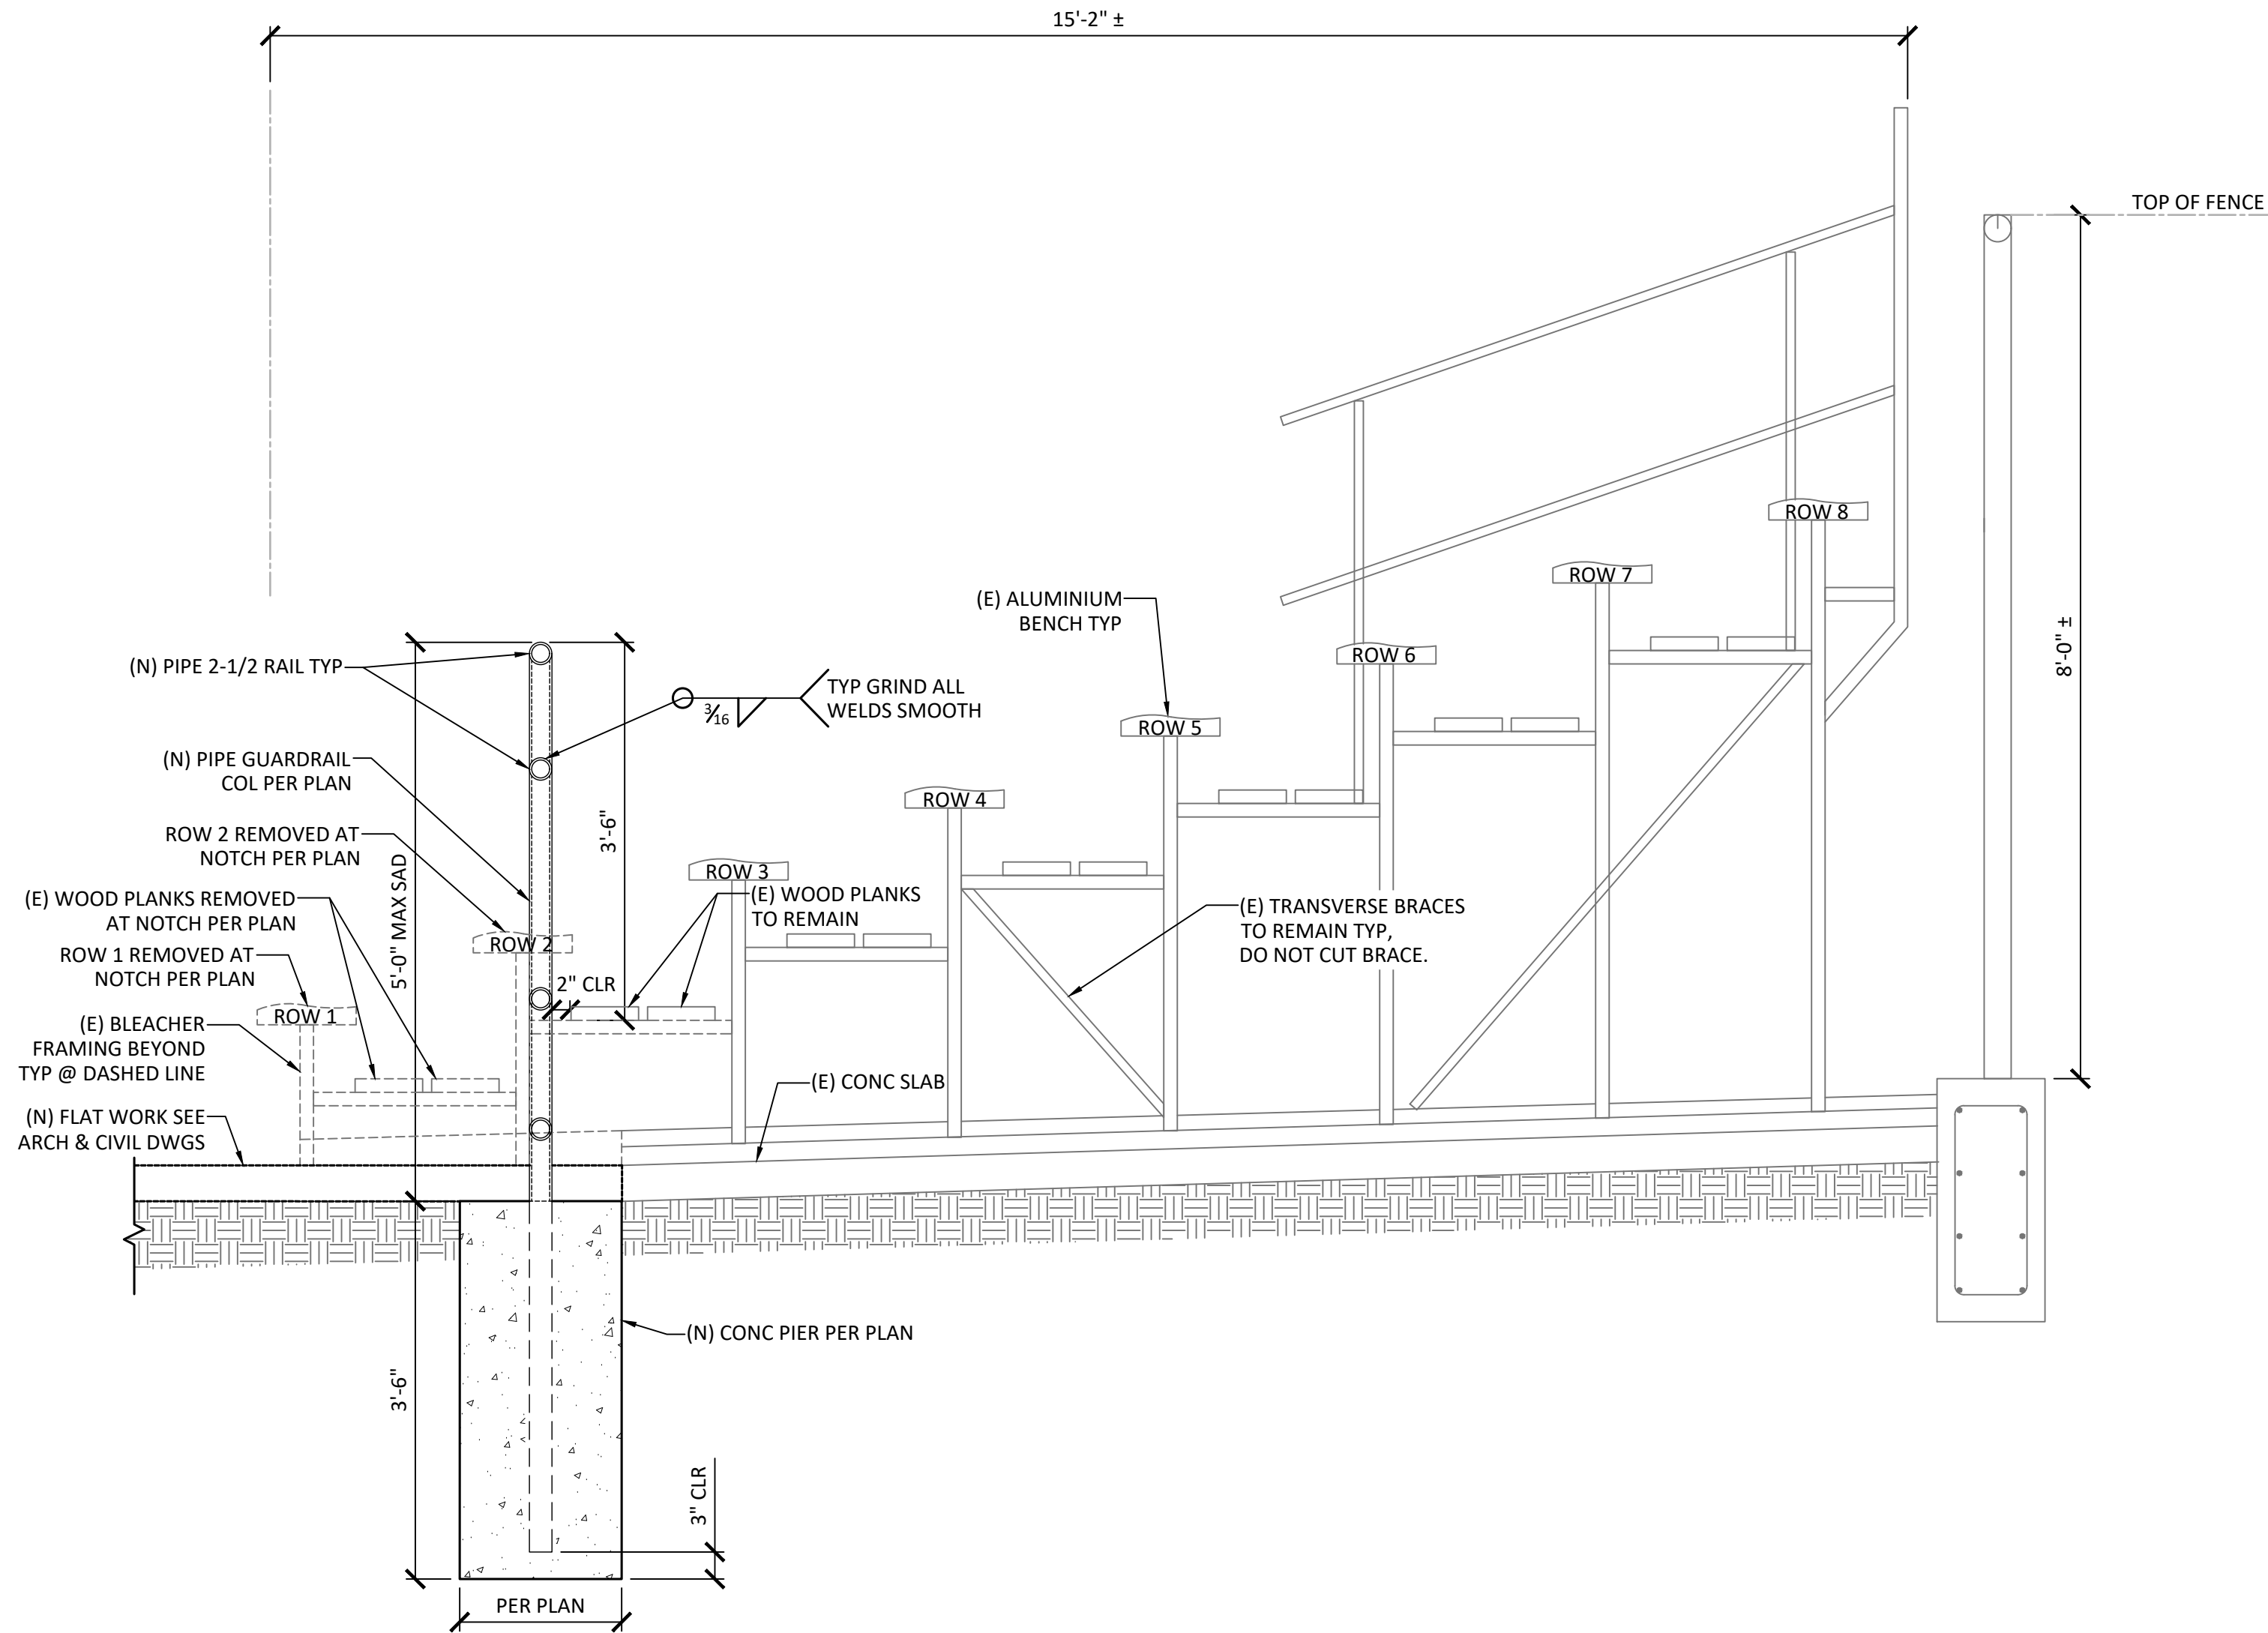 15'-2" ±
TOP OF FENCE
8'-0" ±
ROW 8
ROW 7
(E) ALUMINIUM
BENCH TYP
ROW 6
ROW 5
ROW 4
ROW 3
(N) PIPE 2-1/2 RAIL TYP
3/16
TYP GRIND ALL
WELDS SMOOTH
(N) PIPE GUARDRAIL
COL PER PLAN
3'-6"
ROW 2 REMOVED AT
NOTCH PER PLAN
5'-0" MAX SAD
(E) WOOD PLANKS REMOVED
AT NOTCH PER PLAN
ROW 2
(E) WOOD PLANKS
TO REMAIN
(E) TRANSVERSE BRACES
TO REMAIN TYP,
DO NOT CUT BRACE.
ROW 1 REMOVED AT
NOTCH PER PLAN
2" CLR
ROW 1
(E) BLEACHER
FRAMING BEYOND
TYP @ DASHED LINE
(E) CONC SLAB
(N) FLAT WORK SEE
ARCH & CIVIL DWGS
(N) CONC PIER PER PLAN
3'-6"
3" CLR
PER PLAN